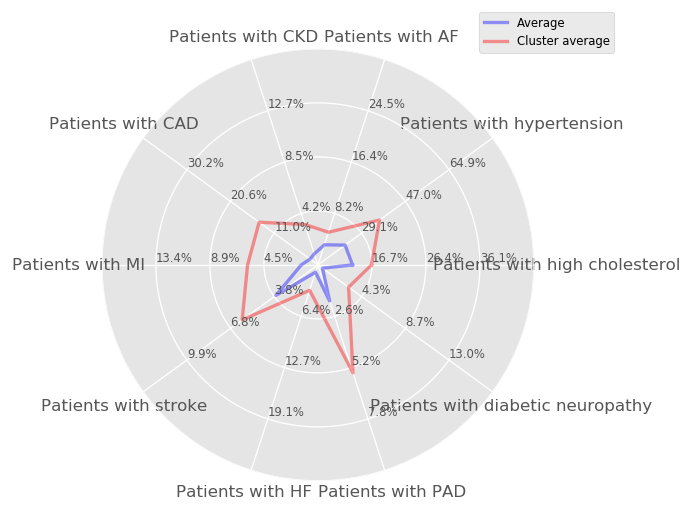 Average
Cluster average
Patients with CKD Patients with AF
12.7% 24.5%
Patients with CAD Patients with hypertension
8.5% 16.4%
30.2% 64.9%
20.6% 47.0%
4.2% 8.2%
11.0% 29.1%
Patients with MI 13.4% 8.9% 4.5% 16.7% 26.4% 36.1% Patients with high cholesterol
3.8% 4.3%
6.4% 2.6%
6.8% 8.7%
9.9% 13.0%
12.7% 5.2%
Patients with stroke Patients with diabetic neuropathy
19.1% 7.8%
Patients with HF Patients with PAD